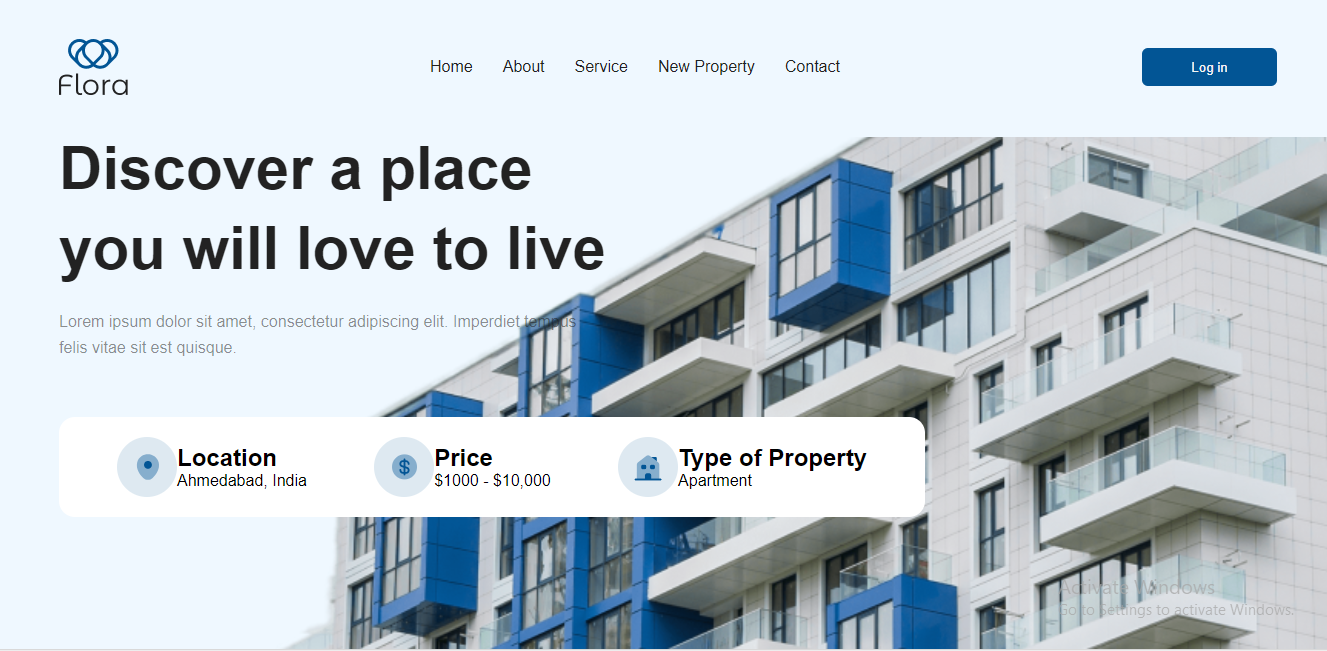 Flora
Home About Service New Property Contact
Log in
Discover a place
you will love to live
Lorem ipsum dolor sit amet, consectetur adipiscing elit. Imperdiet tempus
felis vitae sit est quisque.
Location Price Type of Property
Ahmedabad, India $1000 - $10,000 Apartment
Activate Windows
Go to Settings to activate Windows.